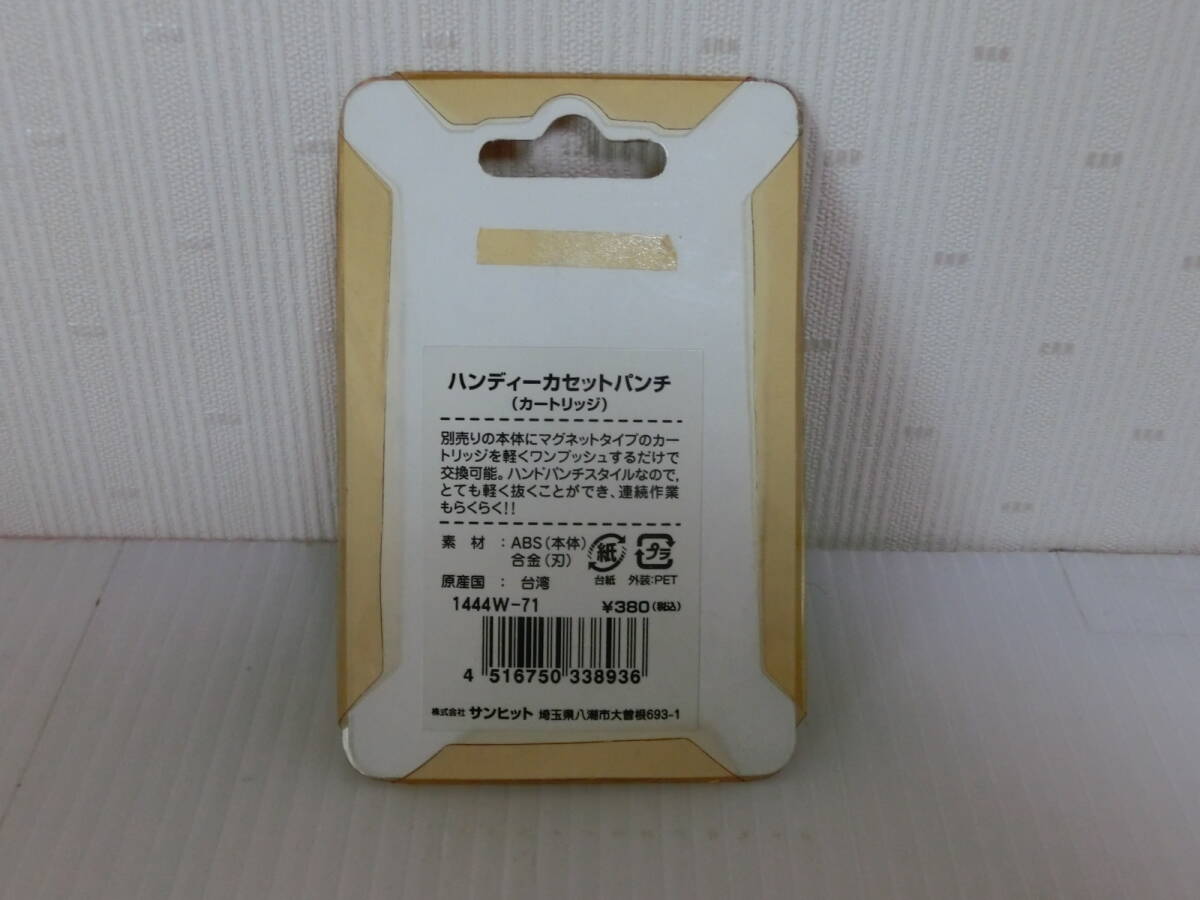 ハンディーカセットパンチ
(カートリッジ)
別売りの本体にマグネットタイプのカー
トリッジを軽くワンプッシュするだけで
交換可能。ハンドパンチスタイルなので,
とても軽く抜くことができ、連続作業
もらくらく!!
素 材 : ABS(本体)
合金(刃)
紙
プラ
台紙 外装:PET
原産国 : 台湾
1444W-71 ¥380(税込)
4 516750 338936
株式会社 サンヒット 埼玉県八潮市大曽根693-1